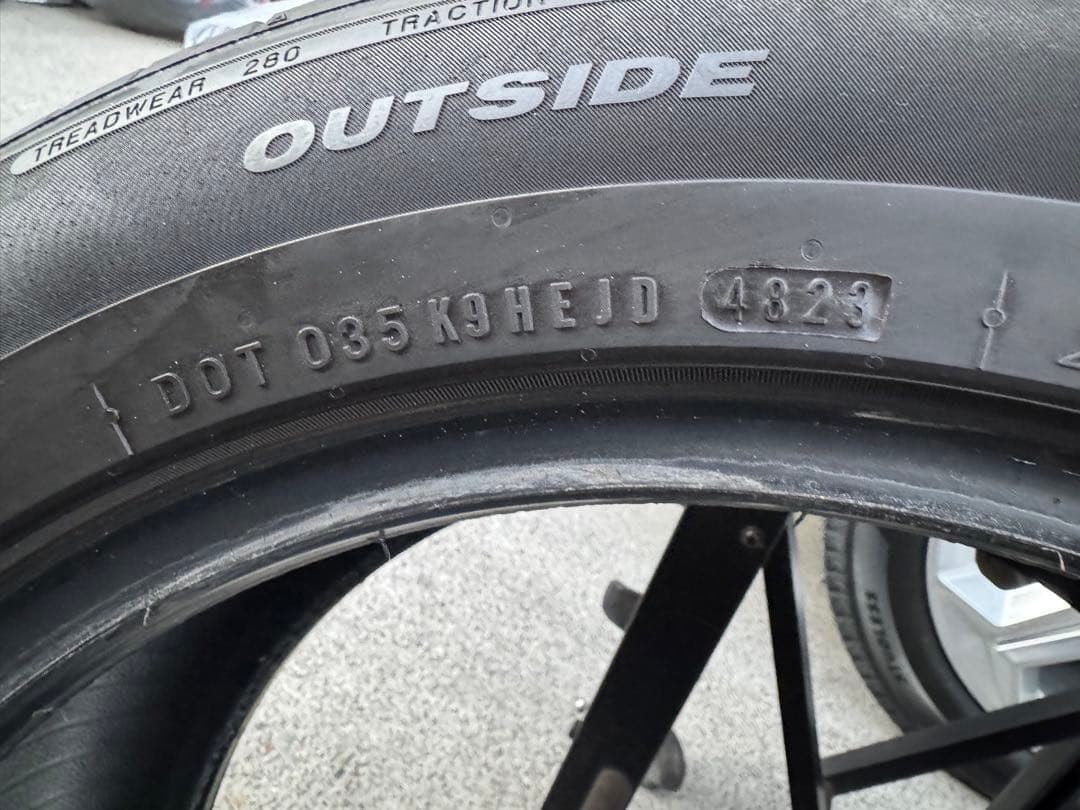 TREADWEAR 280 TRACTION
OUTSIDE
DOT 035 K9HEJD 4823